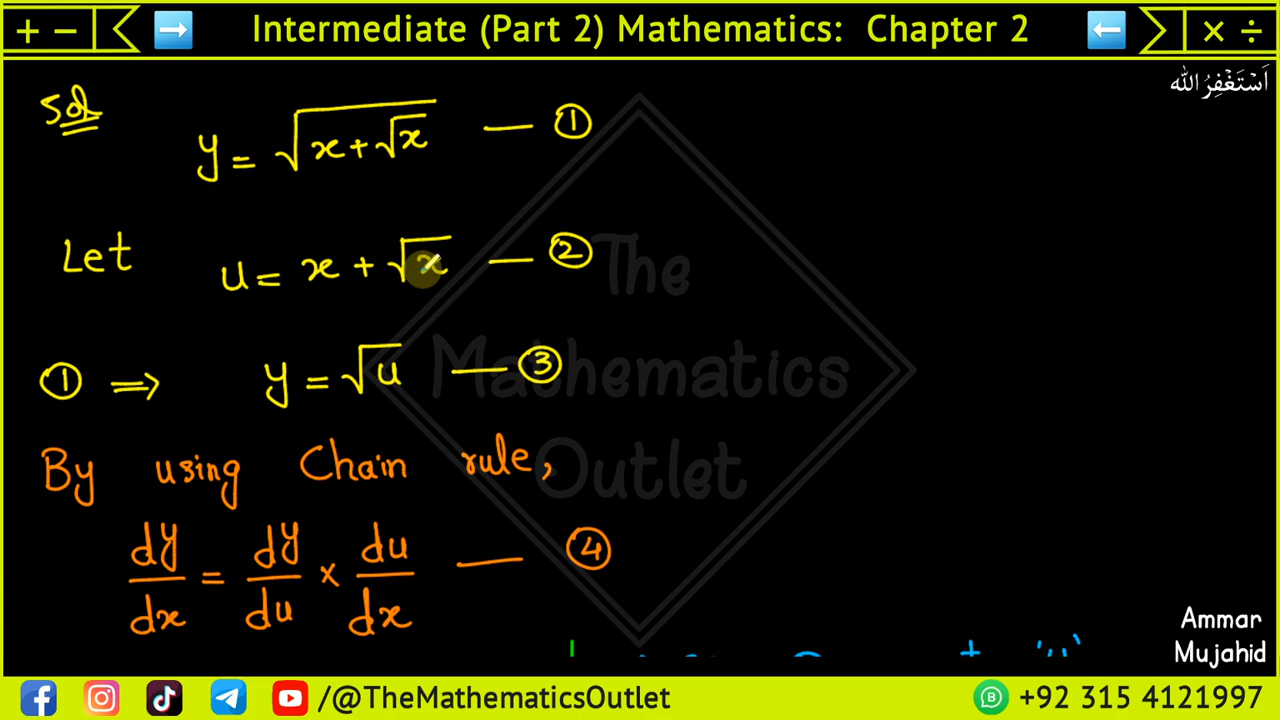 + − Intermediate (Part 2) Mathematics: Chapter 2 × ÷
اَسْتَغْفِرُ اللّٰه
Sol
y = √(x + √x) — ①
Let u = x + √x — ②
① ⇒ y = √u — ③
By using Chain rule,
dy/dx = dy/du × du/dx — ④
The
Mathematics
Outlet
Ammar
Mujahid
/@TheMathematicsOutlet +92 315 4121997